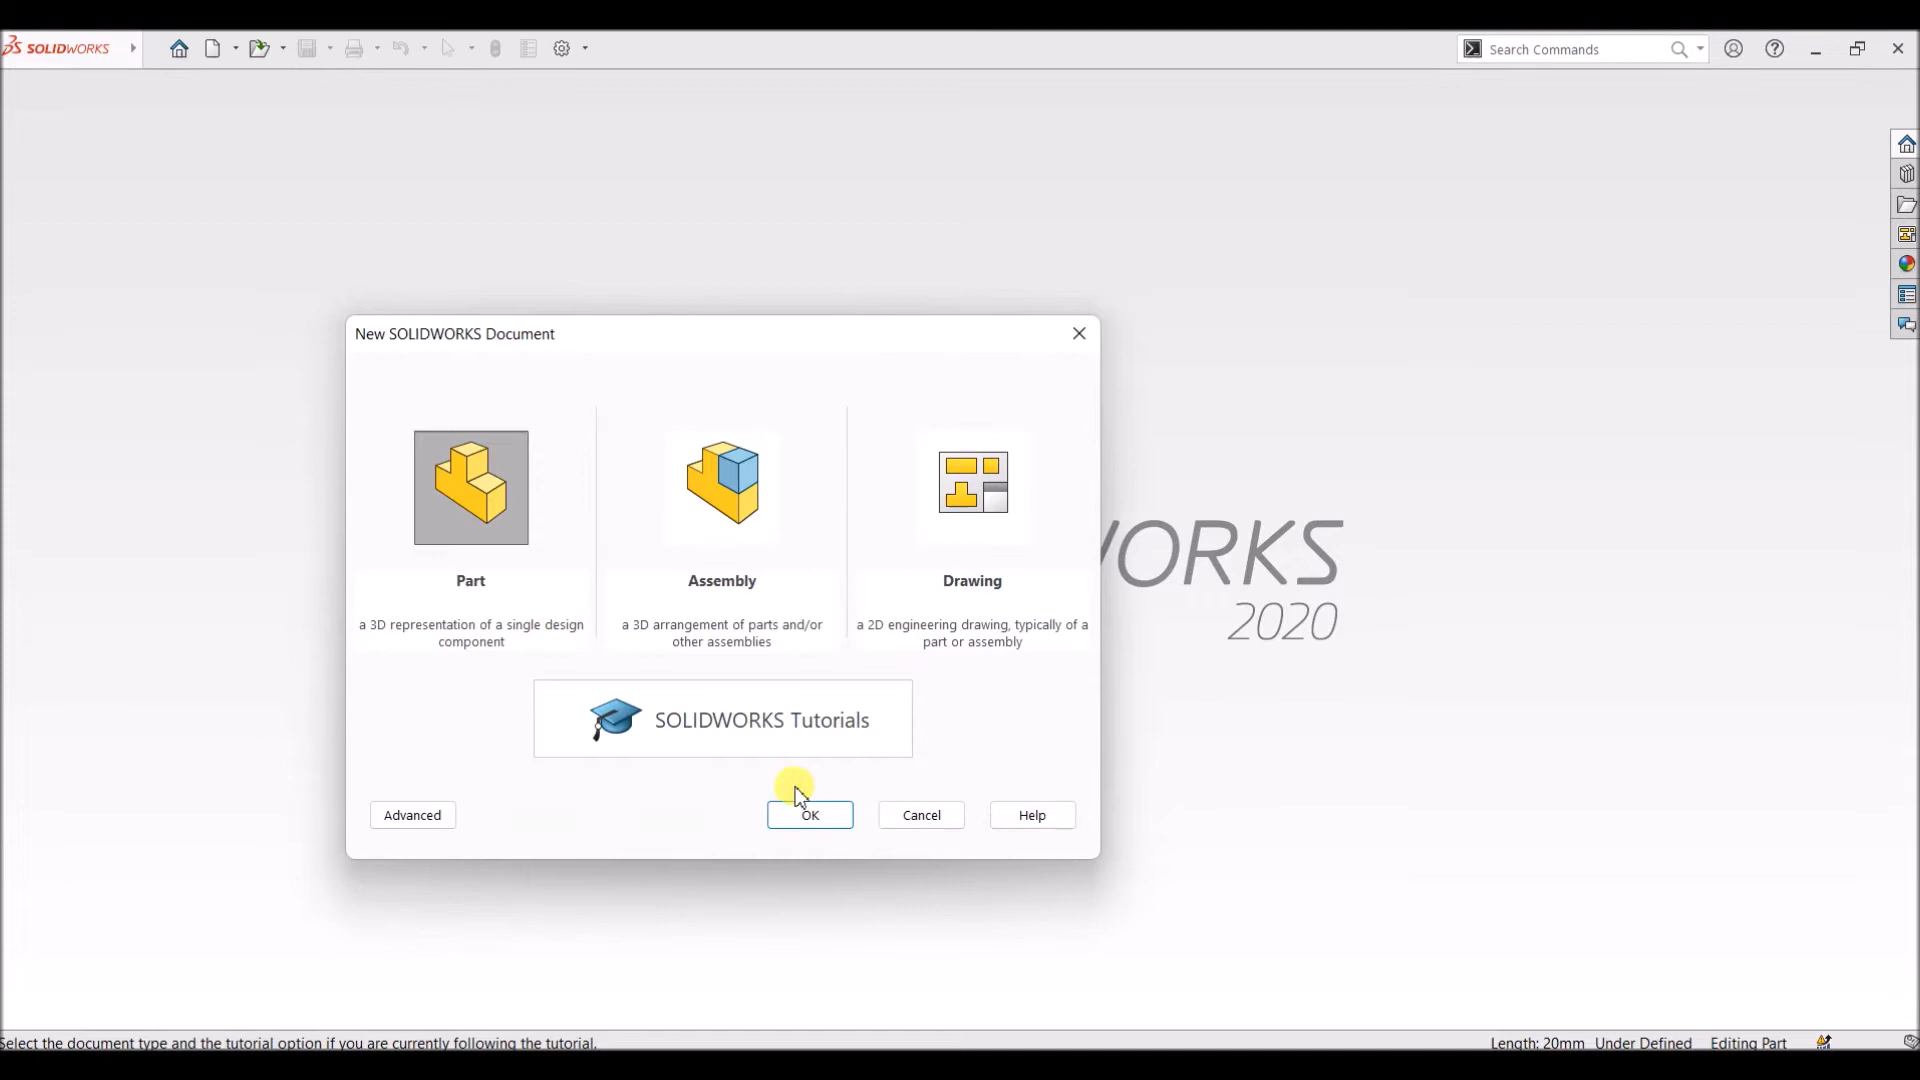 SOLIDWORKS
Search Commands
New SOLIDWORKS Document
Part
Assembly
Drawing
a 3D representation of a single design
component
a 3D arrangement of parts and/or
other assemblies
a 2D engineering drawing, typically of a
part or assembly
WORKS
2020
SOLIDWORKS Tutorials
Advanced
OK
Cancel
Help
Select the document type and the tutorial option if you are currently following the tutorial.
Length: 20mm Under Defined Editing Part